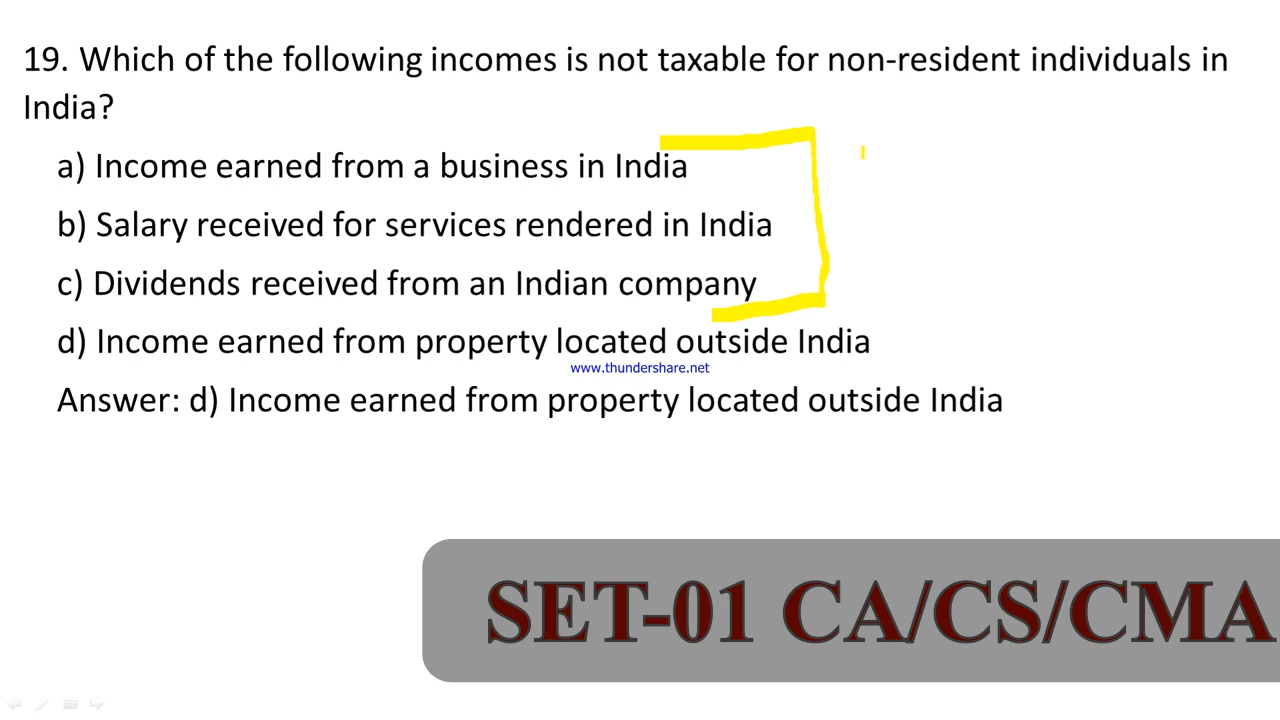 19. Which of the following incomes is not taxable for non-resident individuals in
India?
a) Income earned from a business in India
b) Salary received for services rendered in India
c) Dividends received from an Indian company
d) Income earned from property located outside India
www.thundershare.net
Answer: d) Income earned from property located outside India
SET-01 CA/CS/CMA